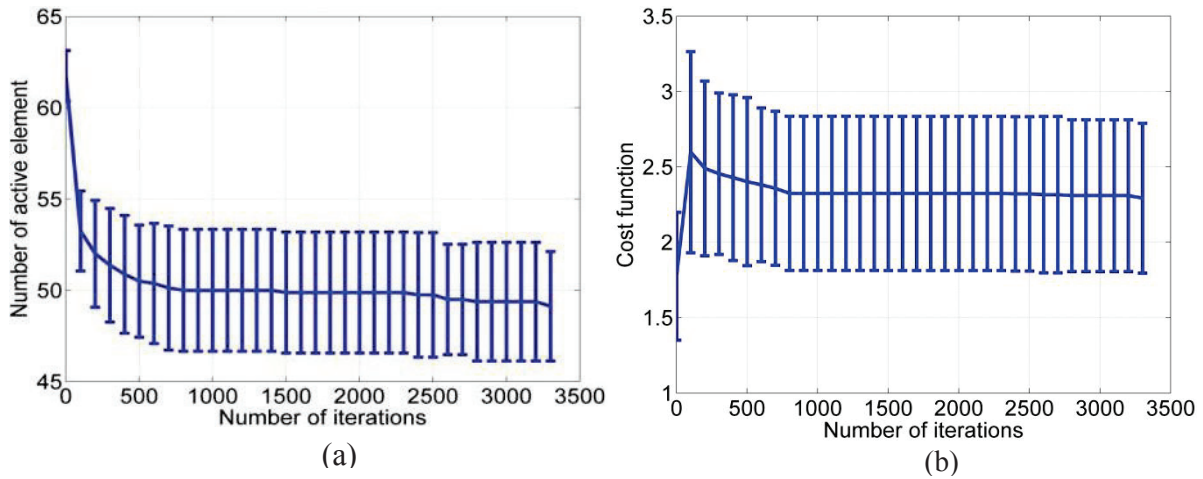 65
60
55
50
45
Number of active element
0 500 1000 1500 2000 2500 3000 3500
Number of iterations
(a)
3.5
3
2.5
2
1.5
1
Cost function
0 500 1000 1500 2000 2500 3000 3500
Number of iterations
(b)